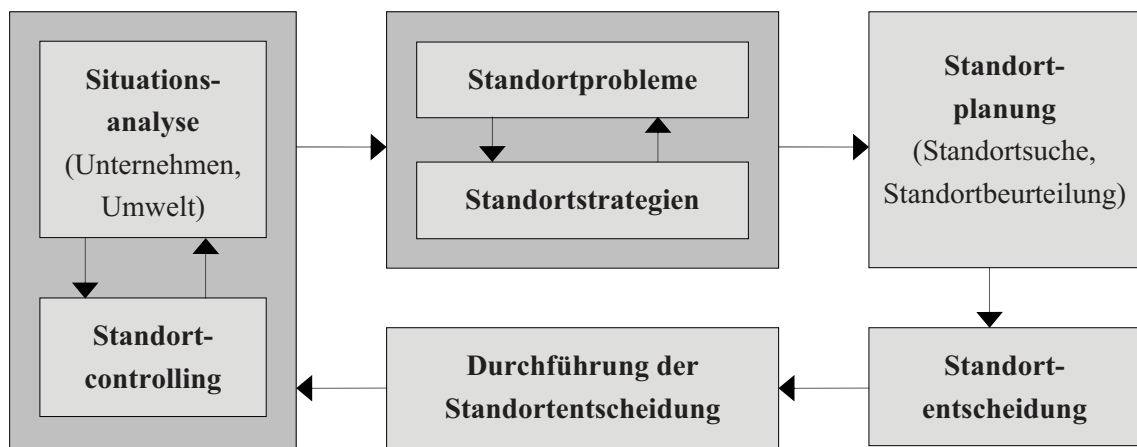 Situations-
analyse
(Unternehmen,
Umwelt)
Standort-
controlling
Standortprobleme
Standortstrategien
Standort-
planung
(Standortsuche,
Standortbeurteilung)
Standort-
entscheidung
Durchführung der
Standortentscheidung